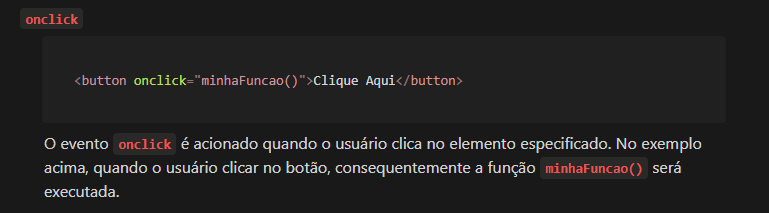 onclick
<button onclick="minhaFuncao()">Clique Aqui</button>
O evento onclick é acionado quando o usuário clica no elemento especificado. No exemplo
acima, quando o usuário clicar no botão, consequentemente a função minhaFuncao() será
executada.